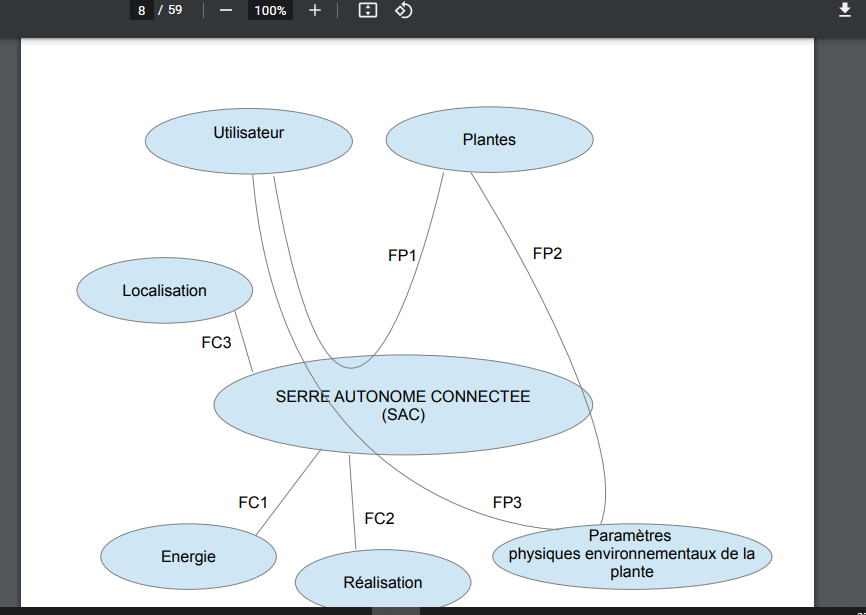 8 / 59
100%
Utilisateur
Plantes
FP1
FP2
Localisation
FC3
SERRE AUTONOME CONNECTEE
(SAC)
FC1
FC2
FP3
Energie
Réalisation
Paramètres
physiques environnementaux de la
plante